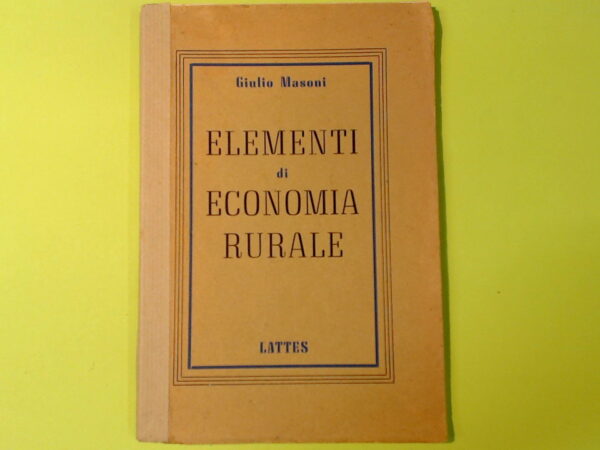 Giulio Masoni
ELEMENTI
di
ECONOMIA
RURALE
LATTES